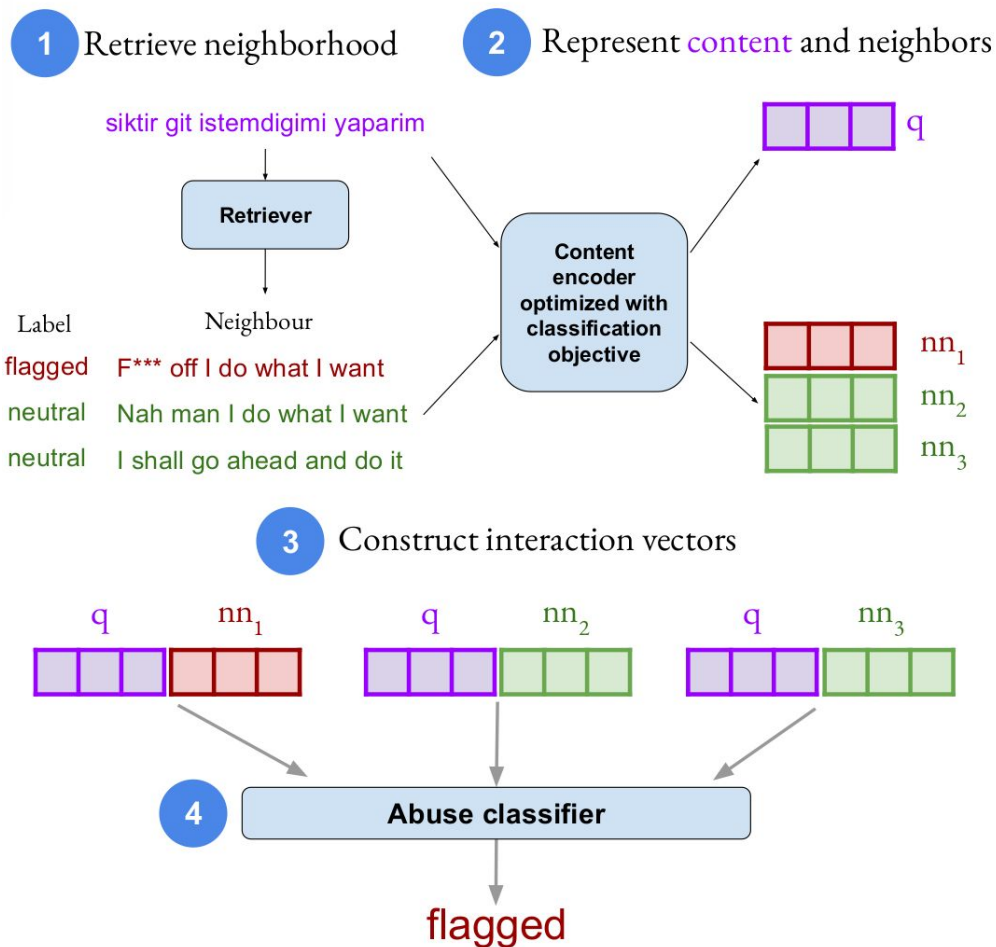 1 Retrieve neighborhood
siktir git istemdigimi yaparim
Retriever
Label Neighbour
flagged F*** off I do what I want
neutral Nah man I do what I want
neutral I shall go ahead and do it
2 Represent content and neighbors
Content
encoder
optimized with
classification
objective
q
nn1
nn2
nn3
3 Construct interaction vectors
q nn1 q nn2 q nn3
4 Abuse classifier
flagged